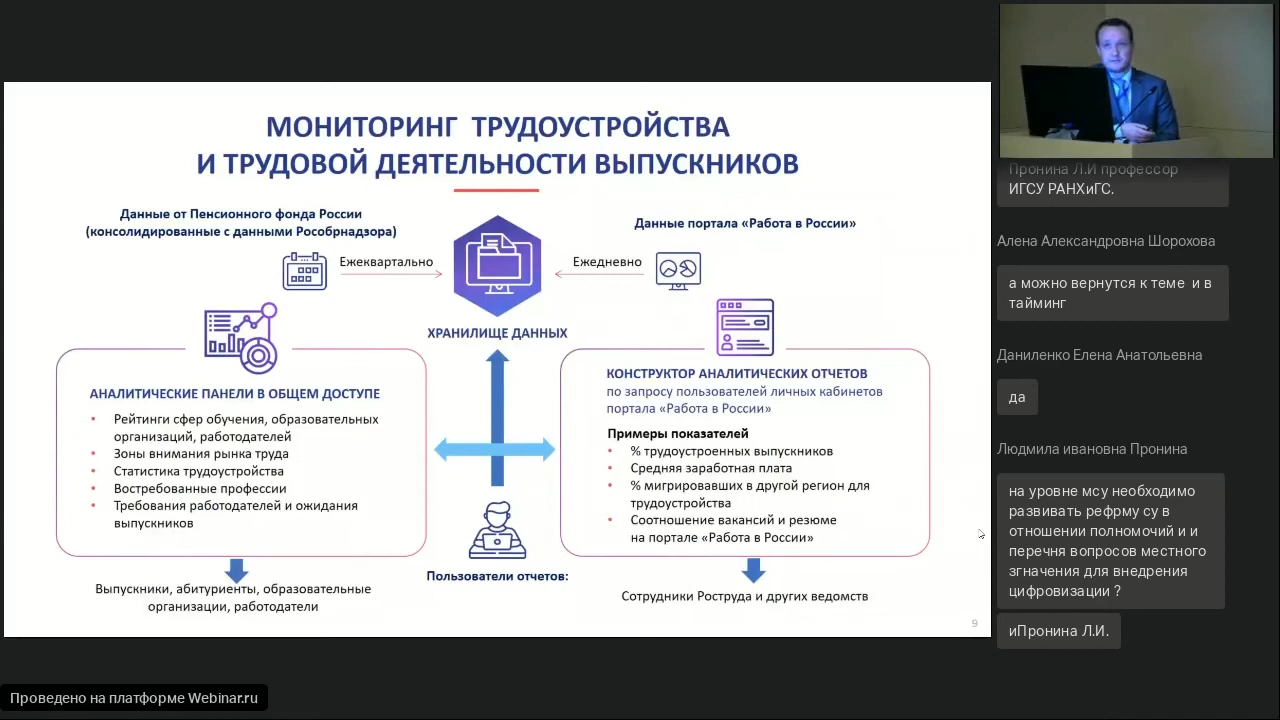 МОНИТОРИНГ ТРУДОУСТРОЙСТВА
И ТРУДОВОЙ ДЕЯТЕЛЬНОСТИ ВЫПУСКНИКОВ
Данные от Пенсионного фонда России
(консолидированные с данными Рособрнадзора)
Ежеквартально
Данные портала «Работа в России»
Ежедневно
ХРАНИЛИЩЕ ДАННЫХ
АНАЛИТИЧЕСКИЕ ПАНЕЛИ В ОБЩЕМ ДОСТУПЕ
• Рейтинги сфер обучения, образовательных
организаций, работодателей
• Зоны внимания рынка труда
• Статистика трудоустройства
• Востребованные профессии
• Требования работодателей и ожидания
выпускников
Выпускники, абитуриенты, образовательные
организации, работодатели
КОНСТРУКТОР АНАЛИТИЧЕСКИХ ОТЧЕТОВ
по запросу пользователей личных кабинетов
портала «Работа в России»
Примеры показателей
• % трудоустроенных выпускников
• Средняя заработная плата
• % мигрировавших в другой регион для
трудоустройства
• Соотношение вакансий и резюме
на портале «Работа в России»
Пользователи отчетов:
Сотрудники Роструда и других ведомств
9
Пронина Л.И профессор
ИГСУ РАНХиГС.
Алена Александровна Шорохова
а можно вернутся к теме и в
тайминг
Даниленко Елена Анатольевна
да
Людмила ивановна Пронина
на уровне мсу необходимо
развивать рефрму су в
отношении полномочий и и
перечня вопросов местного
згначения для внедрения
цифровизации ?
иПронина Л.И.
Проведено на платформе Webinar.ru